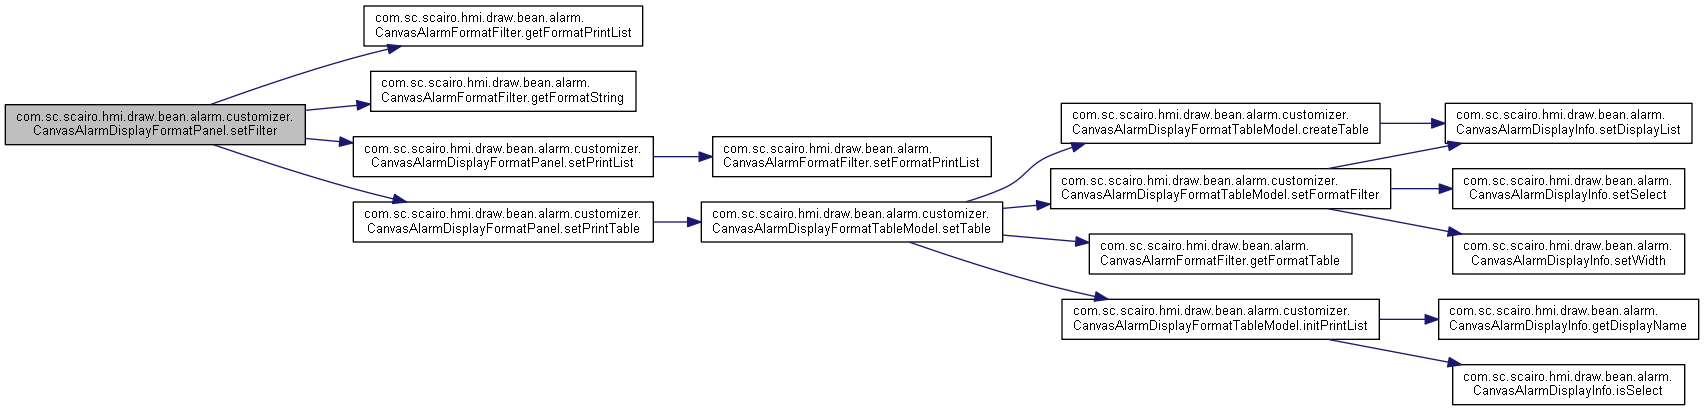 com.sc.scairo.hmi.draw.bean.alarm.customizer.
CanvasAlarmDisplayFormatPanel.setFilter
com.sc.scairo.hmi.draw.bean.alarm.
CanvasAlarmFormatFilter.getFormatPrintList
com.sc.scairo.hmi.draw.bean.alarm.
CanvasAlarmFormatFilter.getFormatString
com.sc.scairo.hmi.draw.bean.alarm.customizer.
CanvasAlarmDisplayFormatPanel.setPrintList
com.sc.scairo.hmi.draw.bean.alarm.customizer.
CanvasAlarmDisplayFormatPanel.setPrintTable
com.sc.scairo.hmi.draw.bean.alarm.
CanvasAlarmFormatFilter.setFormatPrintList
com.sc.scairo.hmi.draw.bean.alarm.customizer.
CanvasAlarmDisplayFormatTableModel.setTable
com.sc.scairo.hmi.draw.bean.alarm.customizer.
CanvasAlarmDisplayFormatTableModel.createTable
com.sc.scairo.hmi.draw.bean.alarm.customizer.
CanvasAlarmDisplayFormatTableModel.setFormatFilter
com.sc.scairo.hmi.draw.bean.alarm.
CanvasAlarmFormatFilter.getFormatTable
com.sc.scairo.hmi.draw.bean.alarm.customizer.
CanvasAlarmDisplayFormatTableModel.initPrintList
com.sc.scairo.hmi.draw.bean.alarm.
CanvasAlarmDisplayInfo.setDisplayList
com.sc.scairo.hmi.draw.bean.alarm.
CanvasAlarmDisplayInfo.setSelect
com.sc.scairo.hmi.draw.bean.alarm.
CanvasAlarmDisplayInfo.setWidth
com.sc.scairo.hmi.draw.bean.alarm.
CanvasAlarmDisplayInfo.getDisplayName
com.sc.scairo.hmi.draw.bean.alarm.
CanvasAlarmDisplayInfo.isSelect